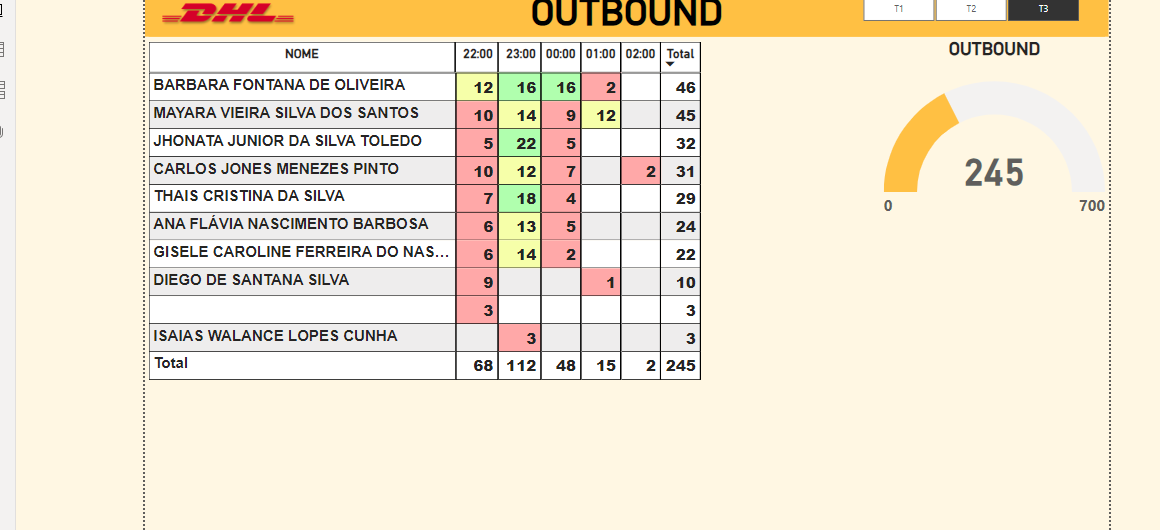 DHL
OUTBOUND
T1 T2 T3
NOME 22:00 23:00 00:00 01:00 02:00 Total
BARBARA FONTANA DE OLIVEIRA 12 16 16 2 46
MAYARA VIEIRA SILVA DOS SANTOS 10 14 9 12 45
JHONATA JUNIOR DA SILVA TOLEDO 5 22 5 32
CARLOS JONES MENEZES PINTO 10 12 7 2 31
THAIS CRISTINA DA SILVA 7 18 4 29
ANA FLÁVIA NASCIMENTO BARBOSA 6 13 5 24
GISELE CAROLINE FERREIRA DO NAS... 6 14 2 22
DIEGO DE SANTANA SILVA 9 1 10
3 3
ISAIAS WALANCE LOPES CUNHA 3 3
Total 68 112 48 15 2 245
OUTBOUND
245
0 700